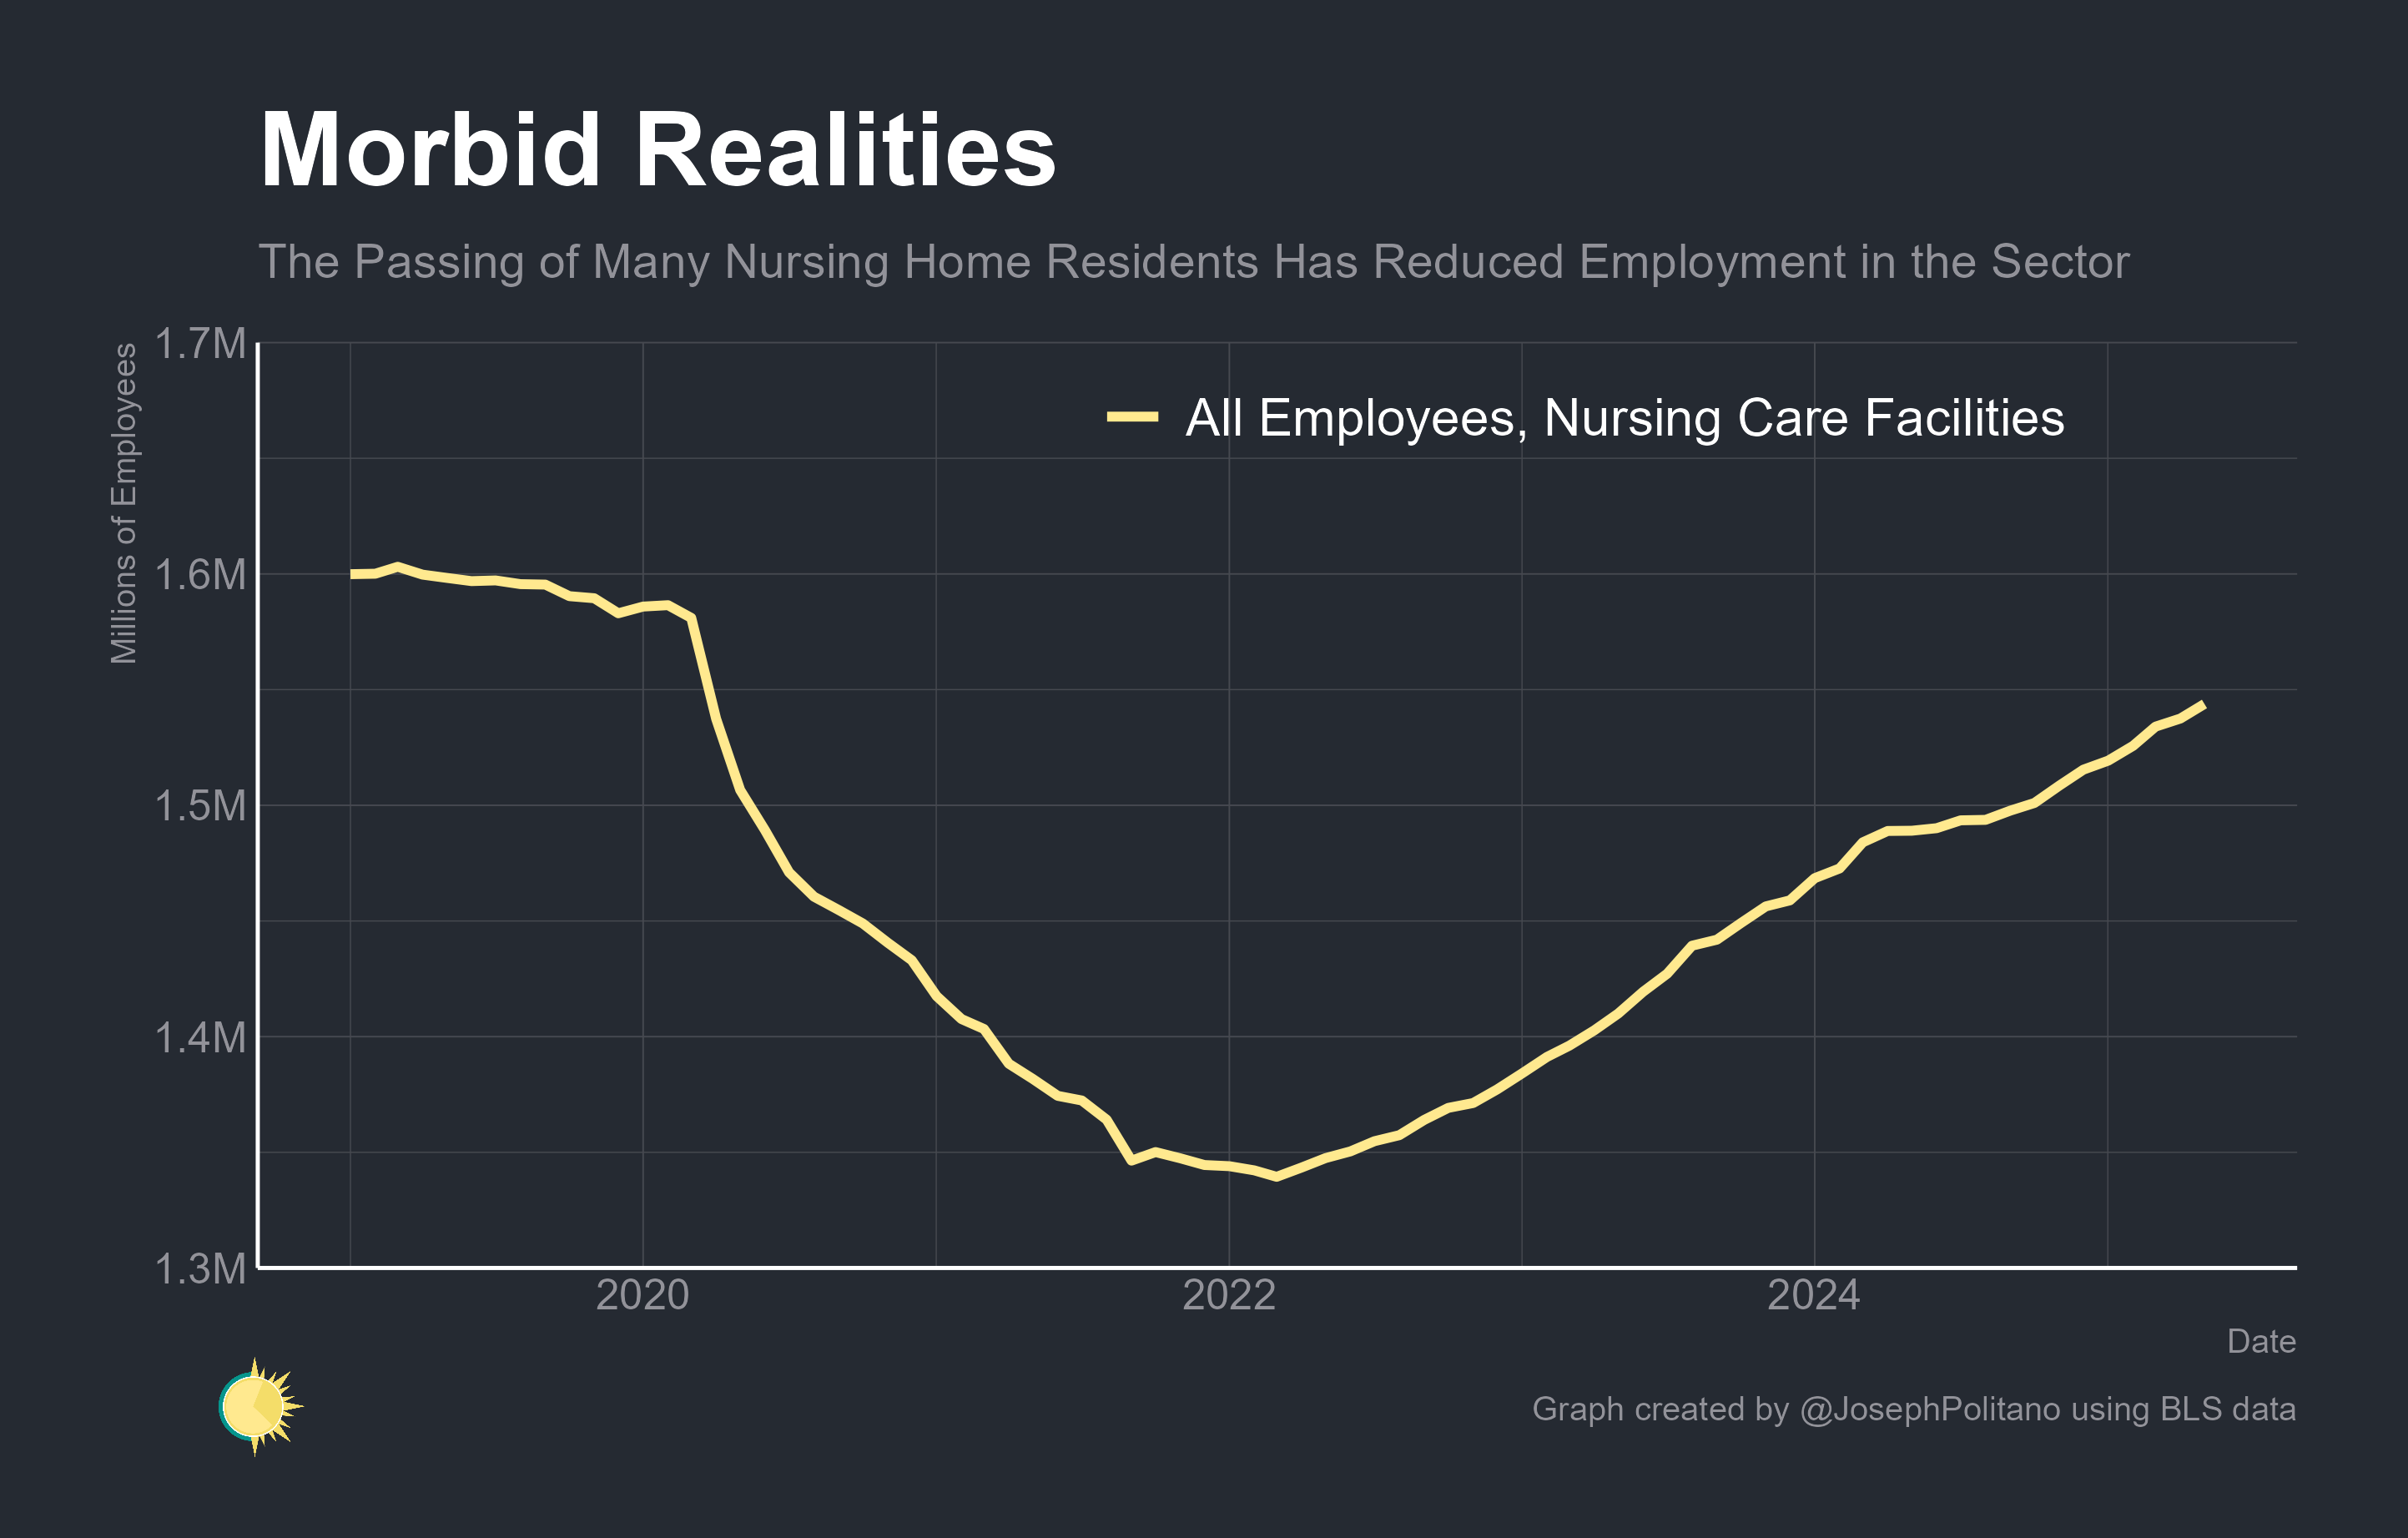 Morbid Realities
The Passing of Many Nursing Home Residents Has Reduced Employment in the Sector
Millions of Employees
1.7M
All Employees, Nursing Care Facilities
1.6M
1.5M
1.4M
1.3M
2020
2022
2024
Date
Graph created by @JosephPolitano using BLS data